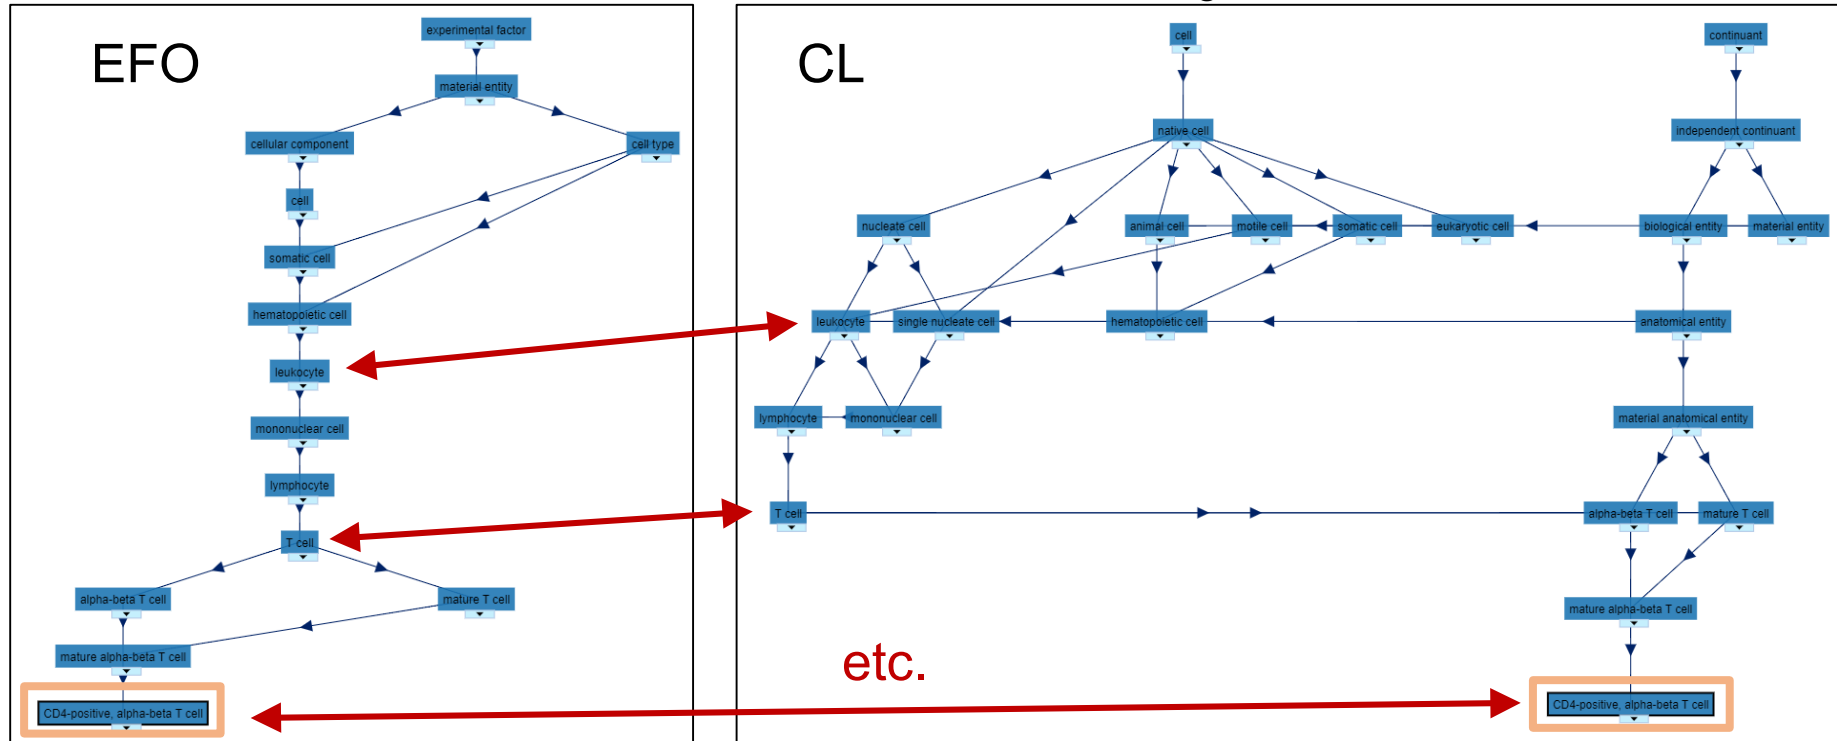 EFO
experimental factor
material entity
cellular component
cell type
cell
somatic cell
hematopoietic cell
leukocyte
mononuclear cell
lymphocyte
T cell
alpha-beta T cell
mature T cell
mature alpha-beta T cell
CD4-positive, alpha-beta T cell
CL
cell
continuant
native cell
independent continuant
nucleate cell
animal cell
motile cell
somatic cell
eukaryotic cell
biological entity
material entity
leukocyte
single nucleate cell
hematopoietic cell
anatomical entity
lymphocyte
mononuclear cell
material anatomical entity
T cell
alpha-beta T cell
mature T cell
mature alpha-beta T cell
etc.
CD4-positive, alpha-beta T cell